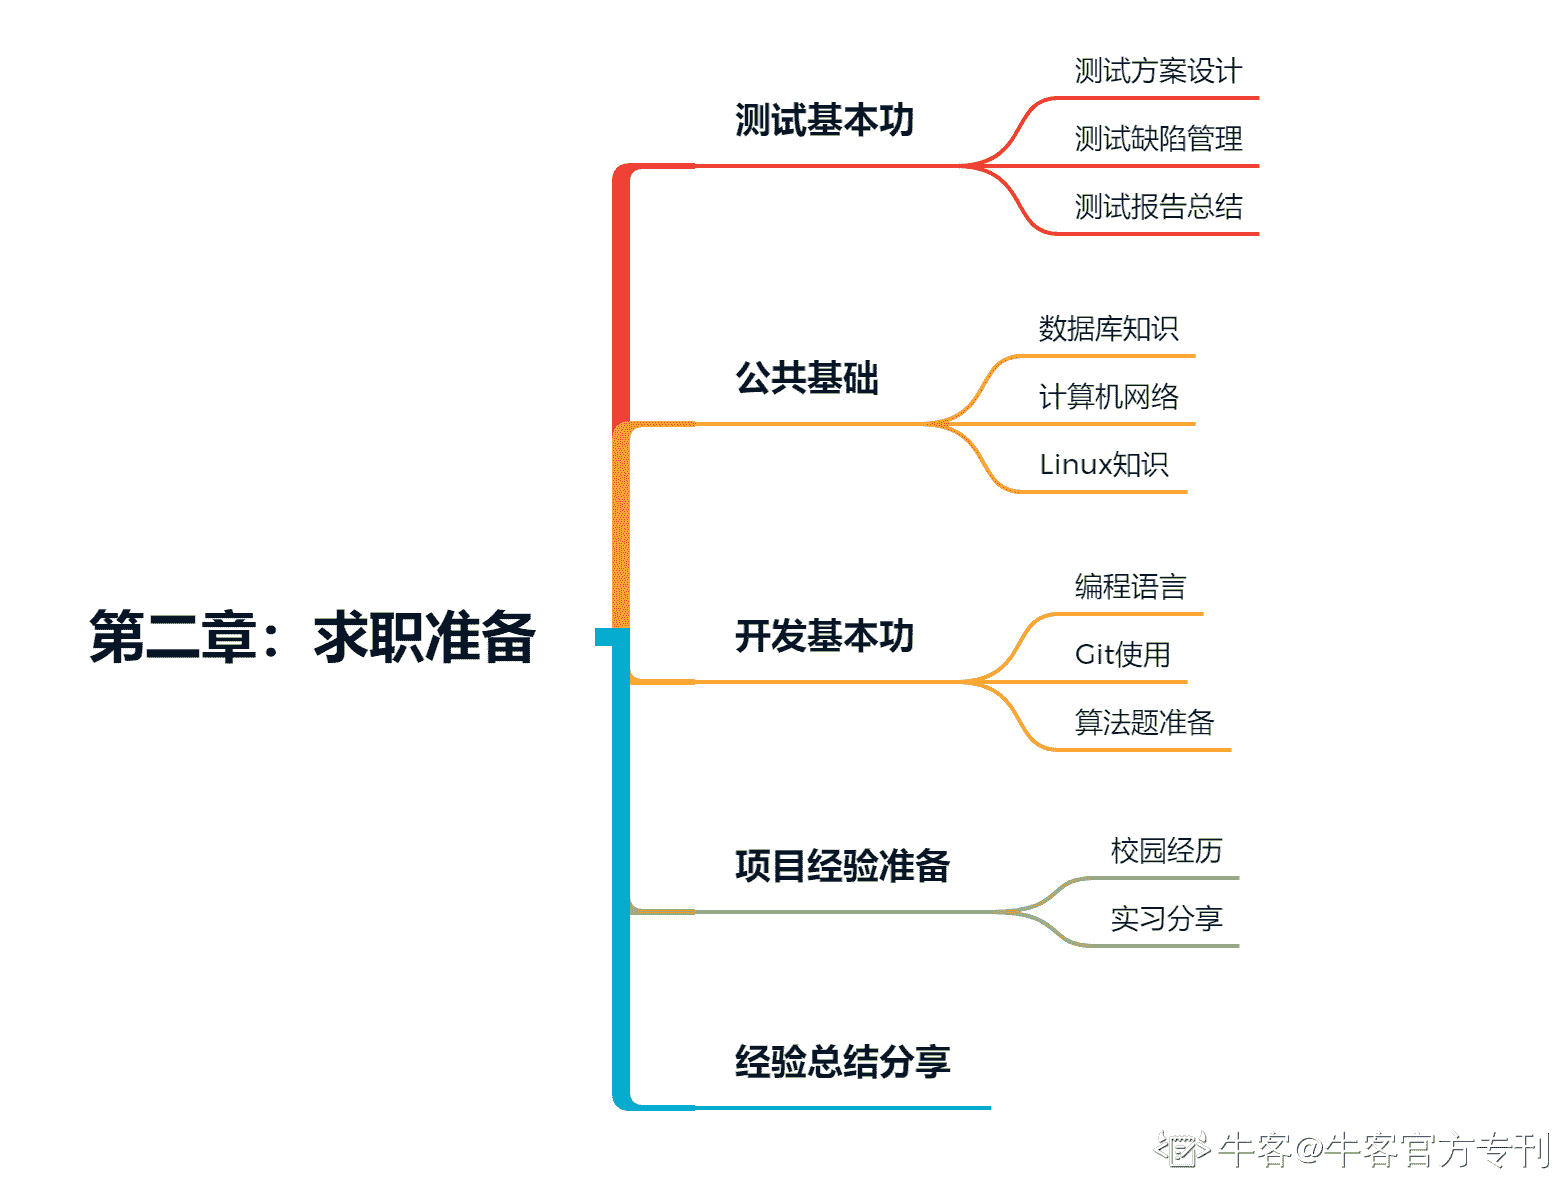 第二章：求职准备
测试基本功
测试方案设计
测试缺陷管理
测试报告总结
公共基础
数据库知识
计算机网络
Linux知识
开发基本功
编程语言
Git使用
算法题准备
项目经验准备
校园经历
实习分享
经验总结分享
牛客@牛客官方专刊